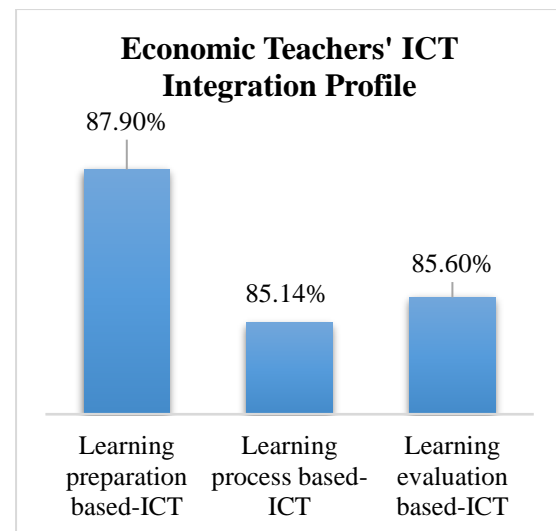 Economic Teachers' ICT
Integration Profile
87.90%
85.14%
85.60%
Learning
preparation
based-ICT
Learning
process based-
ICT
Learning
evaluation
based-ICT